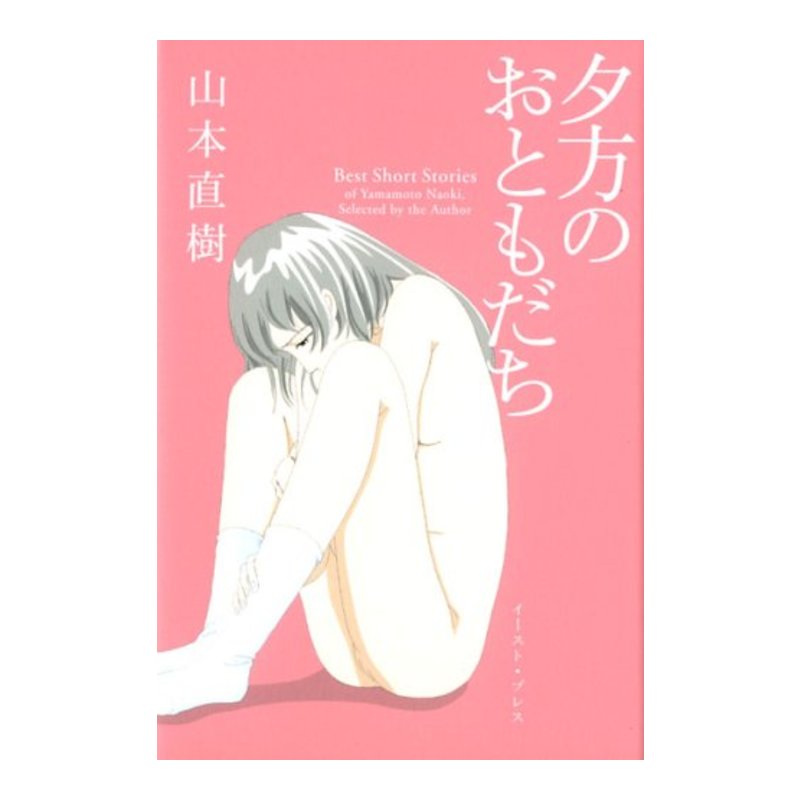 夕方の
おともだち
山本直樹
Best Short Stories
of Yamamoto Naoki,
Selected by the Author
イースト・プレス